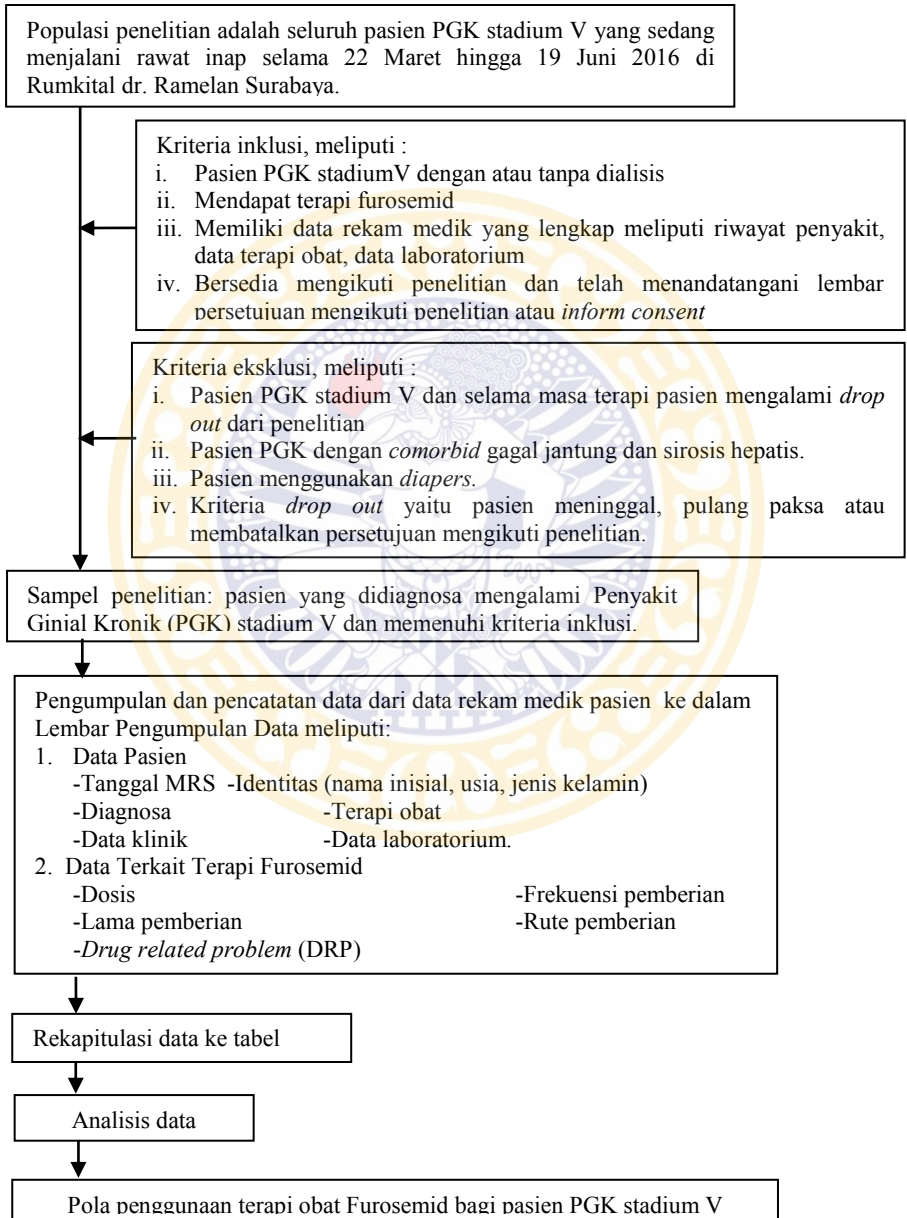 Populasi penelitian adalah seluruh pasien PGK stadium V yang sedang
menjalani rawat inap selama 22 Maret hingga 19 Juni 2016 di
Rumkital dr. Ramelan Surabaya.
Kriteria inklusi, meliputi :
i. Pasien PGK stadiumV dengan atau tanpa dialisis
ii. Mendapat terapi furosemid
iii. Memiliki data rekam medik yang lengkap meliputi riwayat penyakit,
data terapi obat, data laboratorium
iv. Bersedia mengikuti penelitian dan telah menandatangani lembar
persetujuan mengikuti penelitian atau inform consent
Kriteria eksklusi, meliputi :
i. Pasien PGK stadium V dan selama masa terapi pasien mengalami drop
out dari penelitian
ii. Pasien PGK dengan comorbid gagal jantung dan sirosis hepatis.
iii. Pasien menggunakan diapers.
iv. Kriteria drop out yaitu pasien meninggal, pulang paksa atau
membatalkan persetujuan mengikuti penelitian.
Sampel penelitian: pasien yang didiagnosa mengalami Penyakit
Ginial Kronik (PGK) stadium V dan memenuhi kriteria inklusi.
Pengumpulan dan pencatatan data dari data rekam medik pasien ke dalam
Lembar Pengumpulan Data meliputi:
1. Data Pasien
-Tanggal MRS -Identitas (nama inisial, usia, jenis kelamin)
-Diagnosa -Terapi obat
-Data klinik -Data laboratorium.
2. Data Terkait Terapi Furosemid
-Dosis -Frekuensi pemberian
-Lama pemberian -Rute pemberian
-Drug related problem (DRP)
Rekapitulasi data ke tabel
Analisis data
Pola penggunaan terapi obat Furosemid bagi pasien PGK stadium V